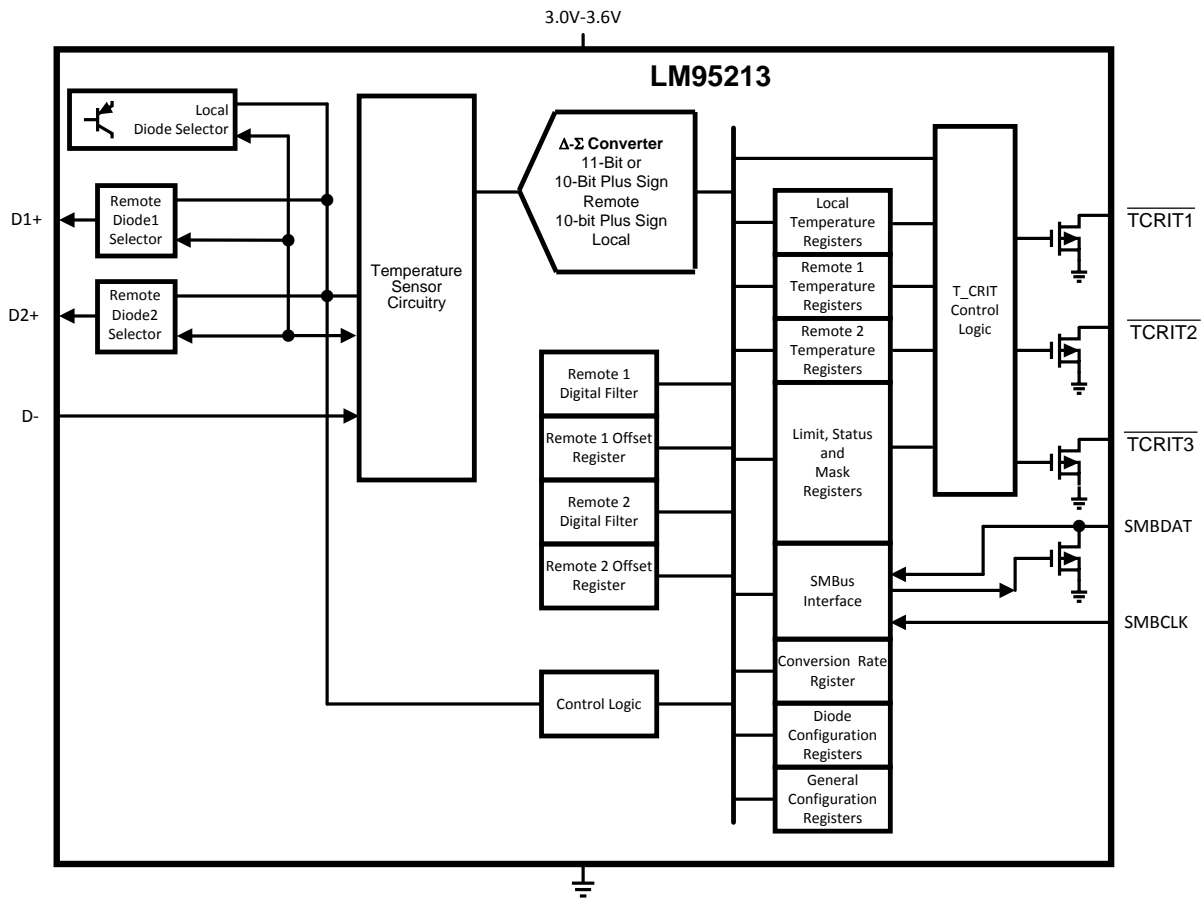 3.0V-3.6V
LM95213
Local
Diode Selector
Remote
Diode1
Selector
Remote
Diode2
Selector
D1+
D2+
D-
Temperature
Sensor
Circuitry
Δ-Σ Converter
11-Bit or
10-Bit Plus Sign
Remote
10-bit Plus Sign
Local
Remote 1
Digital Filter
Remote 1 Offset
Register
Remote 2
Digital Filter
Remote 2 Offset
Register
Control Logic
Local
Temperature
Registers
Remote 1
Temperature
Registers
Remote 2
Temperature
Registers
Limit, Status
and
Mask
Registers
SMBus
Interface
Conversion Rate
Rgister
Diode
Configuration
Registers
General
Configuration
Registers
T_CRIT
Control
Logic
TCRIT1
TCRIT2
TCRIT3
SMBDAT
SMBCLK